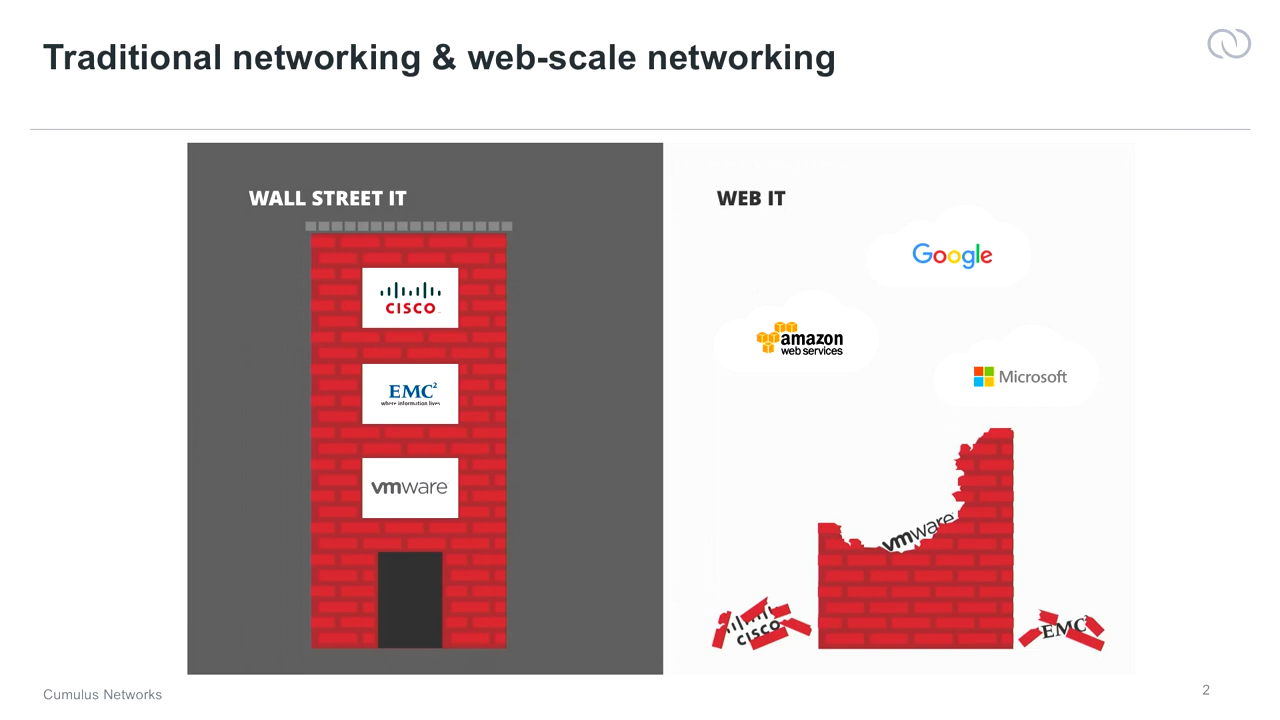 Traditional networking & web-scale networking
WALL STREET IT
CISCO
EMC²
where information lives
vmware
WEB IT
Google
amazon
web services
Microsoft
vmware
CISCO
EMC
Cumulus Networks
2